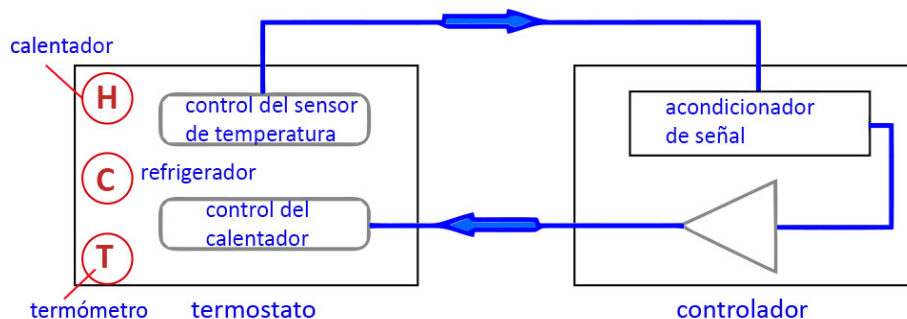 calentador
H
control del sensor
de temperatura
acondicionador
de señal
C
refrigerador
control del
calentador
T
termómetro
termostato
controlador